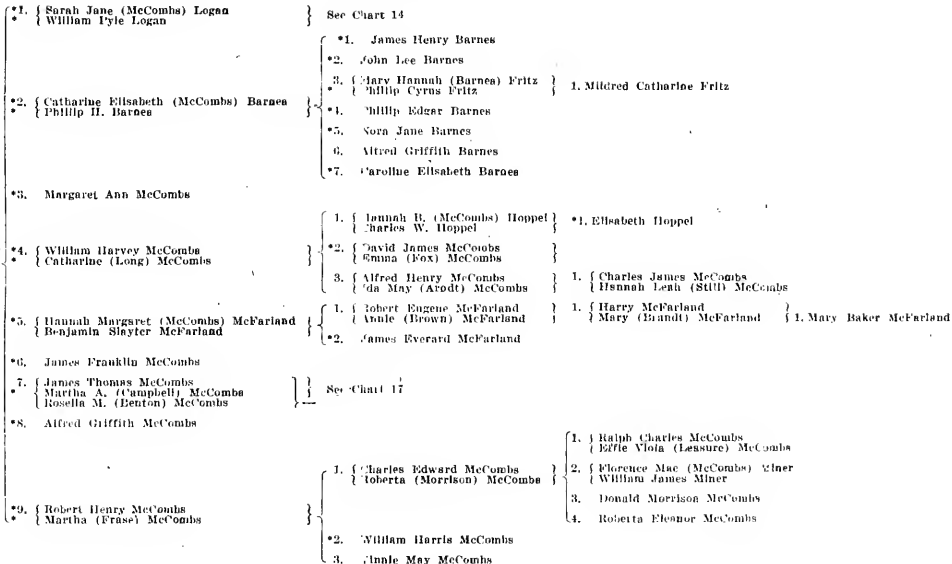 *1. { Sarah Jane (McCombs) Logan } See Chart 14
* { William Pyle Logan
*2. { Catharine Elisabeth (McCombs) Barnes }
* { Phillip H. Barnes }
*1. James Henry Barnes
*2. John Lee Barnes
3. { Mary Hannah (Barnes) Fritz } 1. Mildred Catharine Fritz
* { Phillip Cyrus Fritz }
*4. Phillip Edgar Barnes
*5. Nora Jane Barnes
6. Alfred Griffith Barnes
*7. Caroline Elisabeth Barnes
*3. Margaret Ann McCombs
*4. { William Harvey McCombs }
* { Catharine (Long) McCombs }
1. { Hannah B. (McCombs) Hoppel } *1. Elisabeth Hoppel
{ Charles W. Hoppel }
*2. { David James McCombs }
{ Emma (Fox) McCombs }
3. { Alfred Henry McCombs } 1. { Charles James McCombs
{ Ida May (Arodt) McCombs } { Hannah Leah (Still) McCombs
*5. { Hannah Margaret (McCombs) McFarland }
{ Benjamin Slayter McFarland }
1. { Robert Eugene McFarland } 1. { Harry McFarland }
{ Annie (Brown) McFarland } { Mary (Brandt) McFarland } { 1. Mary Baker McFarland
*2. James Everard McFarland
*6. James Franklin McCombs
7. { James Thomas McCombs } See Chart 17
* { Martha A. (Campbell) McCombs
{ Rosella M. (Benton) McCombs }
*8. Alfred Griffith McCombs
*9. { Robert Henry McCombs }
* { Martha (Frase) McCombs }
1. { Charles Edward McCombs }
{ Roberta (Morrison) McCombs }
1. { Ralph Charles McCombs
{ Effie Viola (Leasure) McCombs
2. { Florence Mae (McCombs) Miner
{ William James Miner
3. Donald Morrison McCombs
4. Roberta Eleanor McCombs
*2. William Harris McCombs
3. Minnie May McCombs